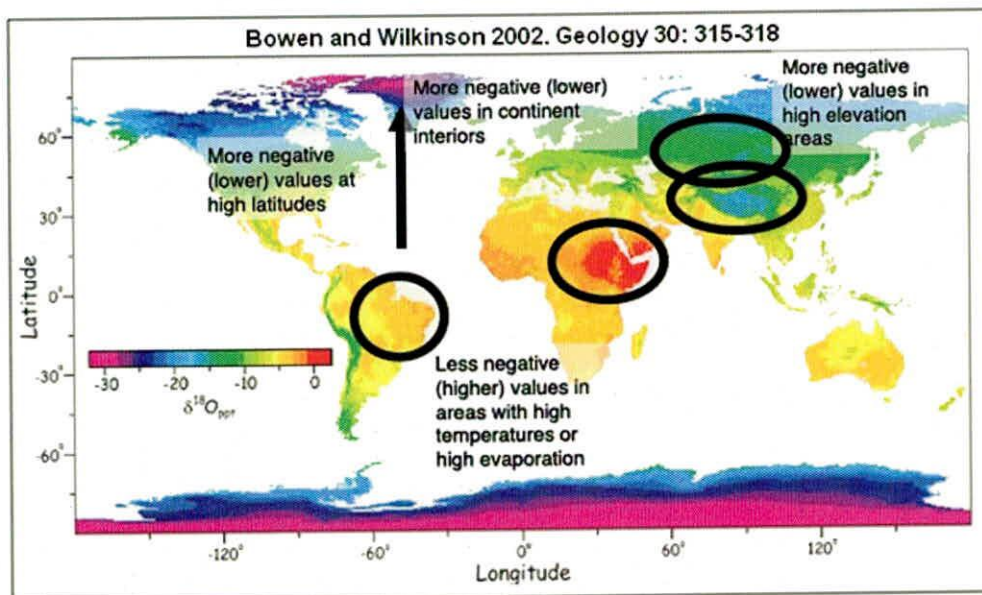 Bowen and Wilkinson 2002. Geology 30: 315-318
More negative
(lower) values in
high elevation
areas
More negative (lower)
values in continent
interiors
More negative
(lower) values at
high latitudes
Less negative
(higher) values in
areas with high
temperatures or
high evaporation
Latitude
60°
30°
0°
-30°
-60°
-30 -20 -10 0
δ¹⁸Oppt
-120° -60° 0° 60° 120°
Longitude